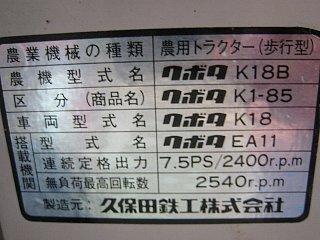 農業機械の種類 農用トラクター(歩行型)
農機型式名 クボタ K18B
区分(商品名) クボタ K1-85
車両型式名 クボタ K18
搭載機関 型式名 クボタ EA11
連続定格出力 7.5PS/2400r.p.m
無負荷最高回転数 2540r.p.m
製造元:久保田鉄工株式会社